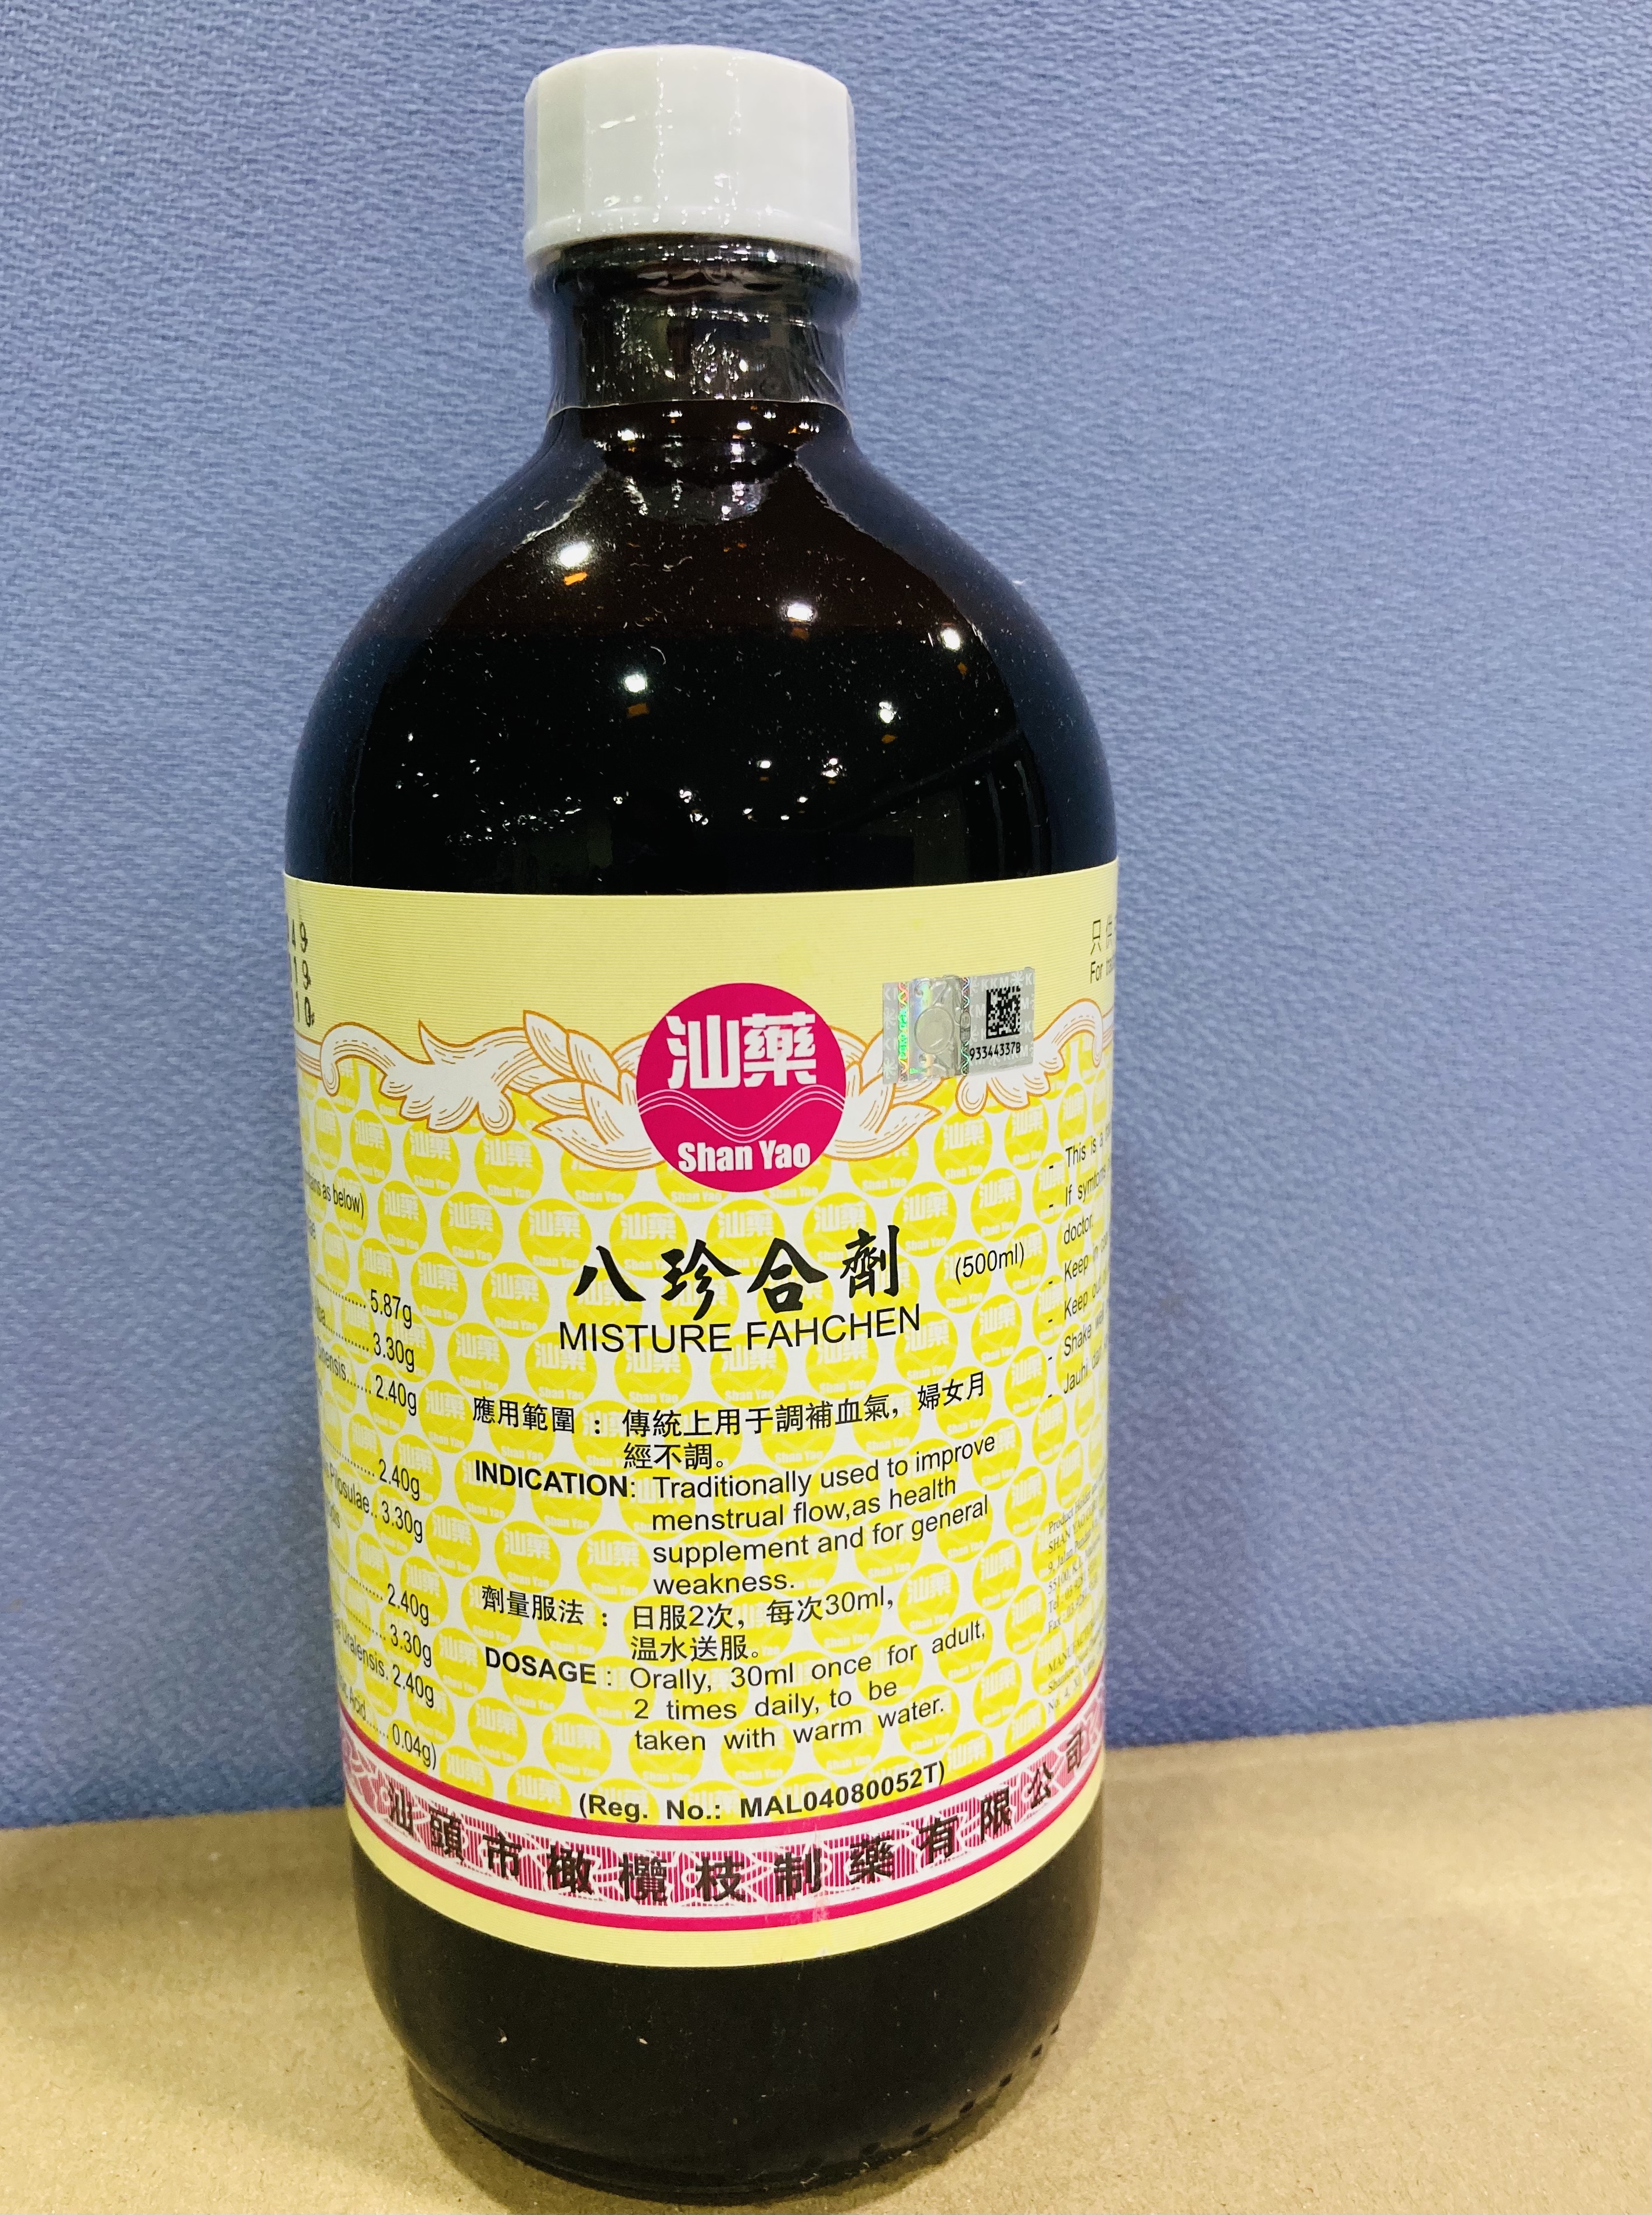 汕藥
Shan Yao
93344337B
八珍合劑
(500ml)
MISTURE FAHCHEN
應用範圍：傳統上用于調補血氣，婦女月
經不調。
INDICATION: Traditionally used to improve
menstrual flow,as health
supplement and for general
weakness.
劑量服法：日服2次，每次30ml，
温水送服。
DOSAGE: Orally, 30ml once for adult,
2 times daily, to be
taken with warm water.
(Reg. No.: MAL04080052T)
汕頭市橄欖枝制藥有限公司
as below)
5.87g
3.30g
2.40g
2.40g
3.30g
2.40g
3.30g
2.40g
0.04g)
只
For
- This is a
If
doctor.
- Keep in
- Keep out
- Shake
- Jauhi